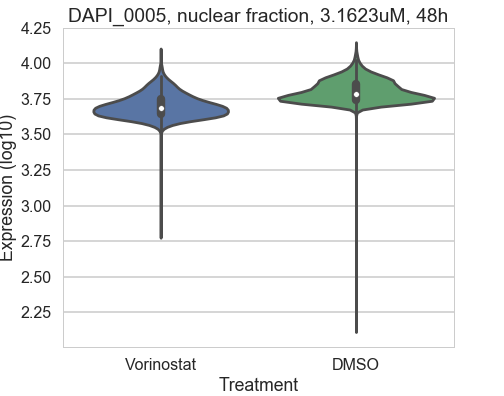 DAPI_0005, nuclear fraction, 3.1623uM, 48h
4.25
4.00
3.75
3.50
3.25
3.00
2.75
2.50
2.25
Expression (log10)
Vorinostat
DMSO
Treatment